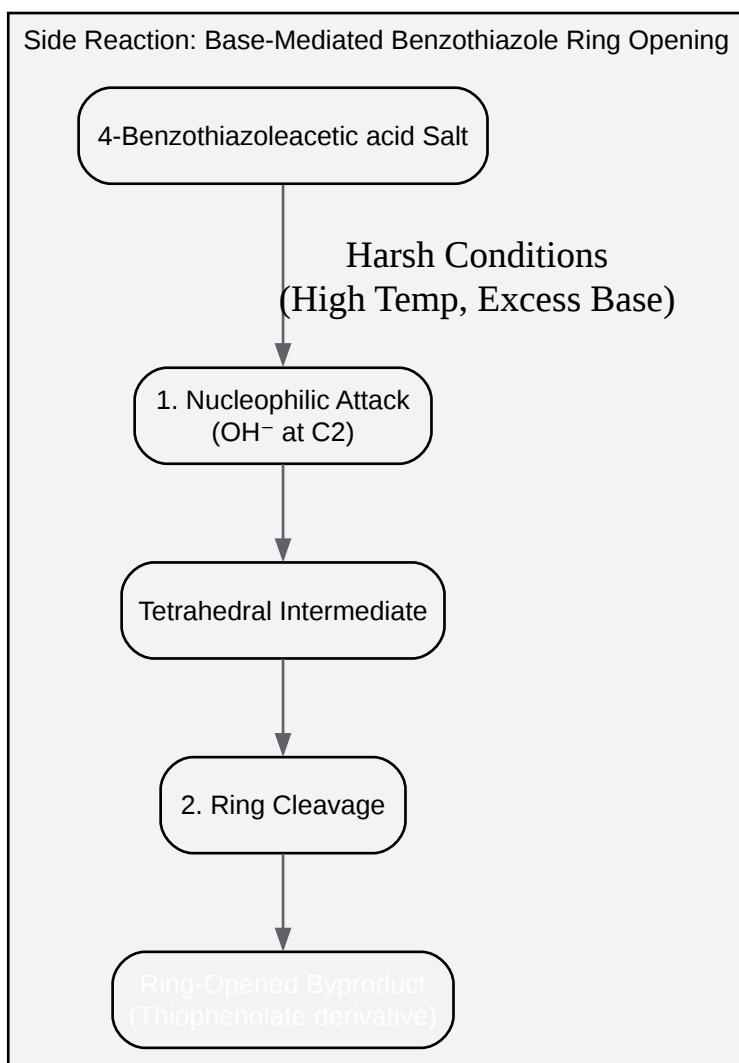 Side Reaction: Base-Mediated Benzothiazole Ring Opening
4-Benzothiazoleacetic acid Salt
Harsh Conditions
(High Temp, Excess Base)
1. Nucleophilic Attack
(OH⁻ at C2)
Tetrahedral Intermediate
2. Ring Cleavage
Ring-Opened Byproduct
(Thiophenolate derivative)